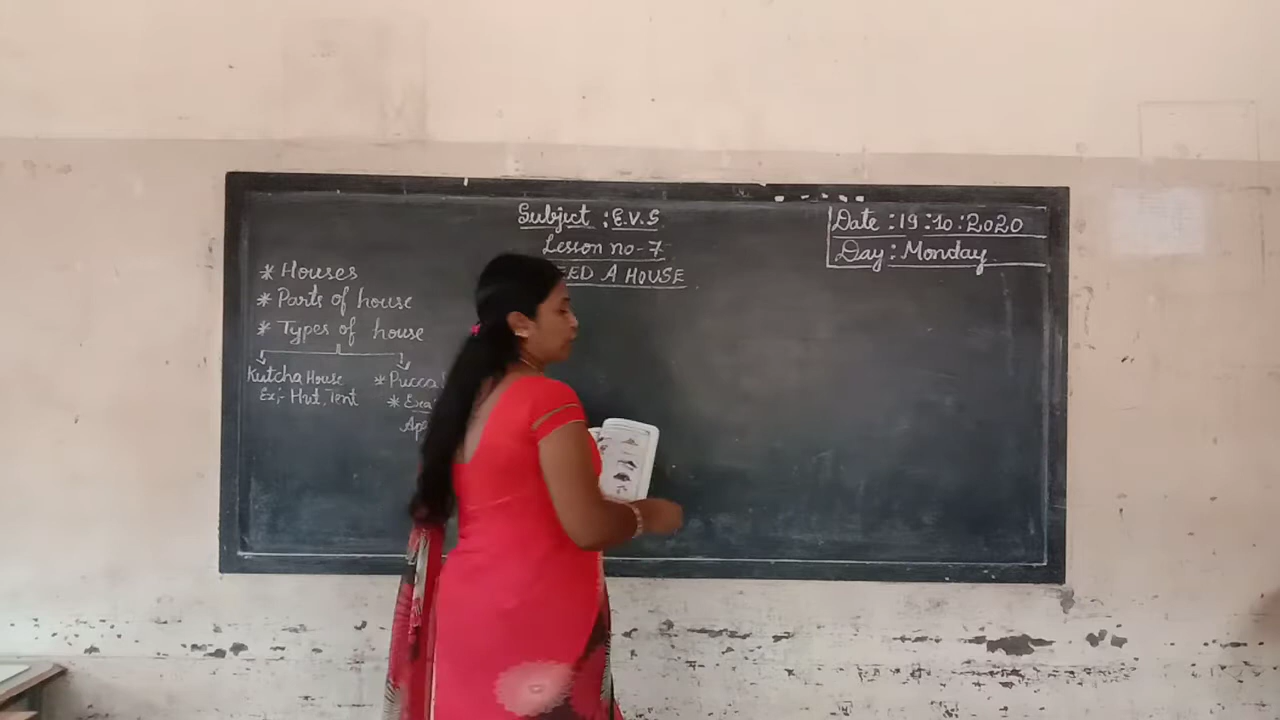 Subject : E.V.S
Lesson no-7
EED A HOUSE
Date : 19:10:2020
Day : Monday
* Houses
* Parts of house
* Types of house
Kutcha House
Ex;- Hut, Tent
* Pucca
* Exa
Ap